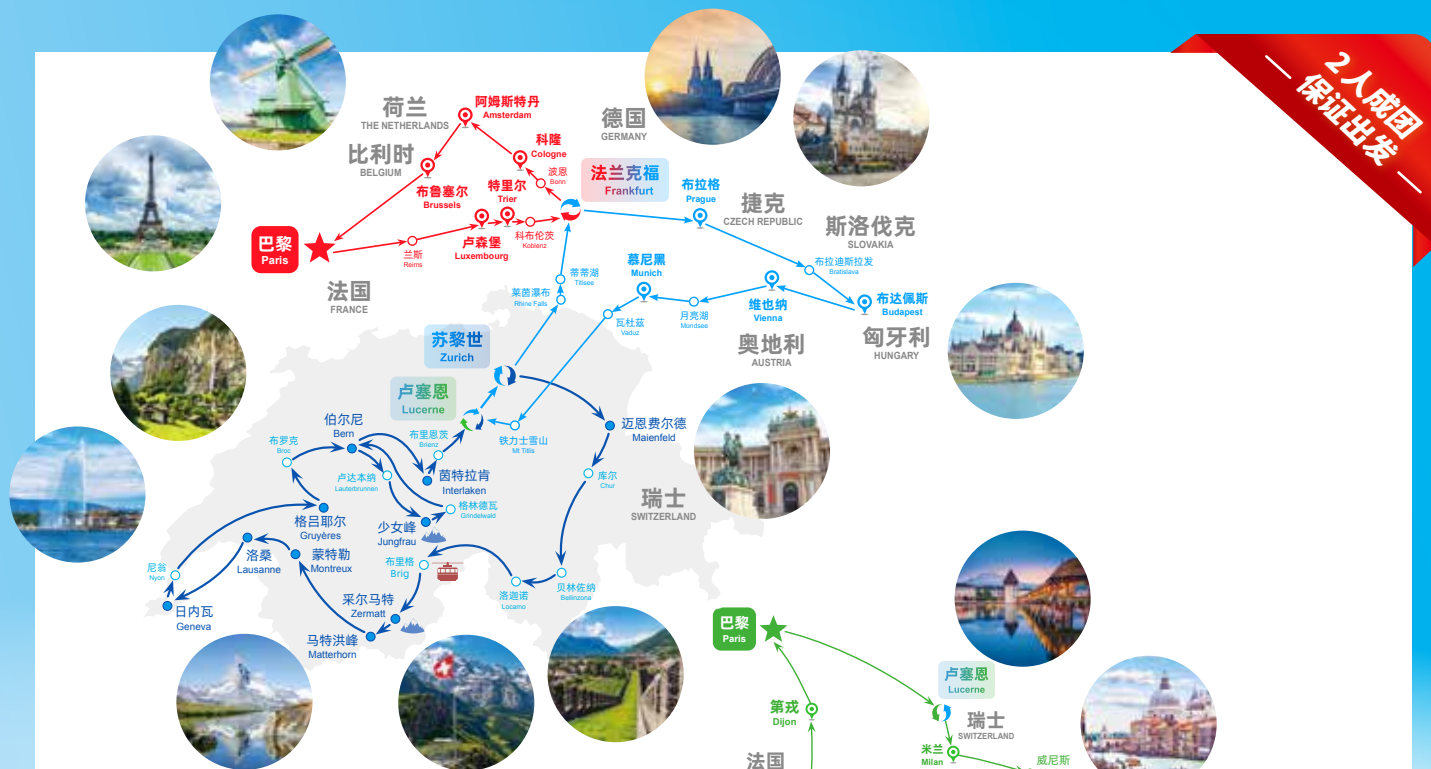 2人成团
保证出发
荷兰
THE NETHERLANDS
阿姆斯特丹
Amsterdam
德国
GERMANY
比利时
BELGIUM
科隆
Cologne
波恩
Bonn
法兰克福
Frankfurt
布鲁塞尔
Brussels
特里尔
Trier
布拉格
Prague
捷克
CZECH REPUBLIC
斯洛伐克
SLOVAKIA
巴黎
Paris
兰斯
Reims
卢森堡
Luxembourg
科布伦茨
Koblenz
布拉迪斯拉发
Bratislava
法国
FRANCE
蒂蒂湖
Titisee
莱茵瀑布
Rhine Falls
慕尼黑
Munich
瓦杜兹
Vaduz
月亮湖
Mondsee
维也纳
Vienna
布达佩斯
Budapest
奥地利
AUSTRIA
匈牙利
HUNGARY
苏黎世
Zurich
卢塞恩
Lucerne
伯尔尼
Bern
布里恩茨
Brienz
铁力士雪山
Mt Titlis
迈恩费尔德
Maienfeld
布罗克
Broc
卢达本纳
Lauterbrunnen
茵特拉肯
Interlaken
库尔
Chur
格林德瓦
Grindelwald
瑞士
SWITZERLAND
格吕耶尔
Gruyères
少女峰
Jungfrau
洛桑
Lausanne
蒙特勒
Montreux
布里格
Brig
尼翁
Nyon
日内瓦
Geneva
采尔马特
Zermatt
洛迦诺
Locarno
贝林佐纳
Bellinzona
马特洪峰
Matterhorn
巴黎
Paris
卢塞恩
Lucerne
第戎
Dijon
瑞士
SWITZERLAND
法国
米兰
Milan
威尼斯